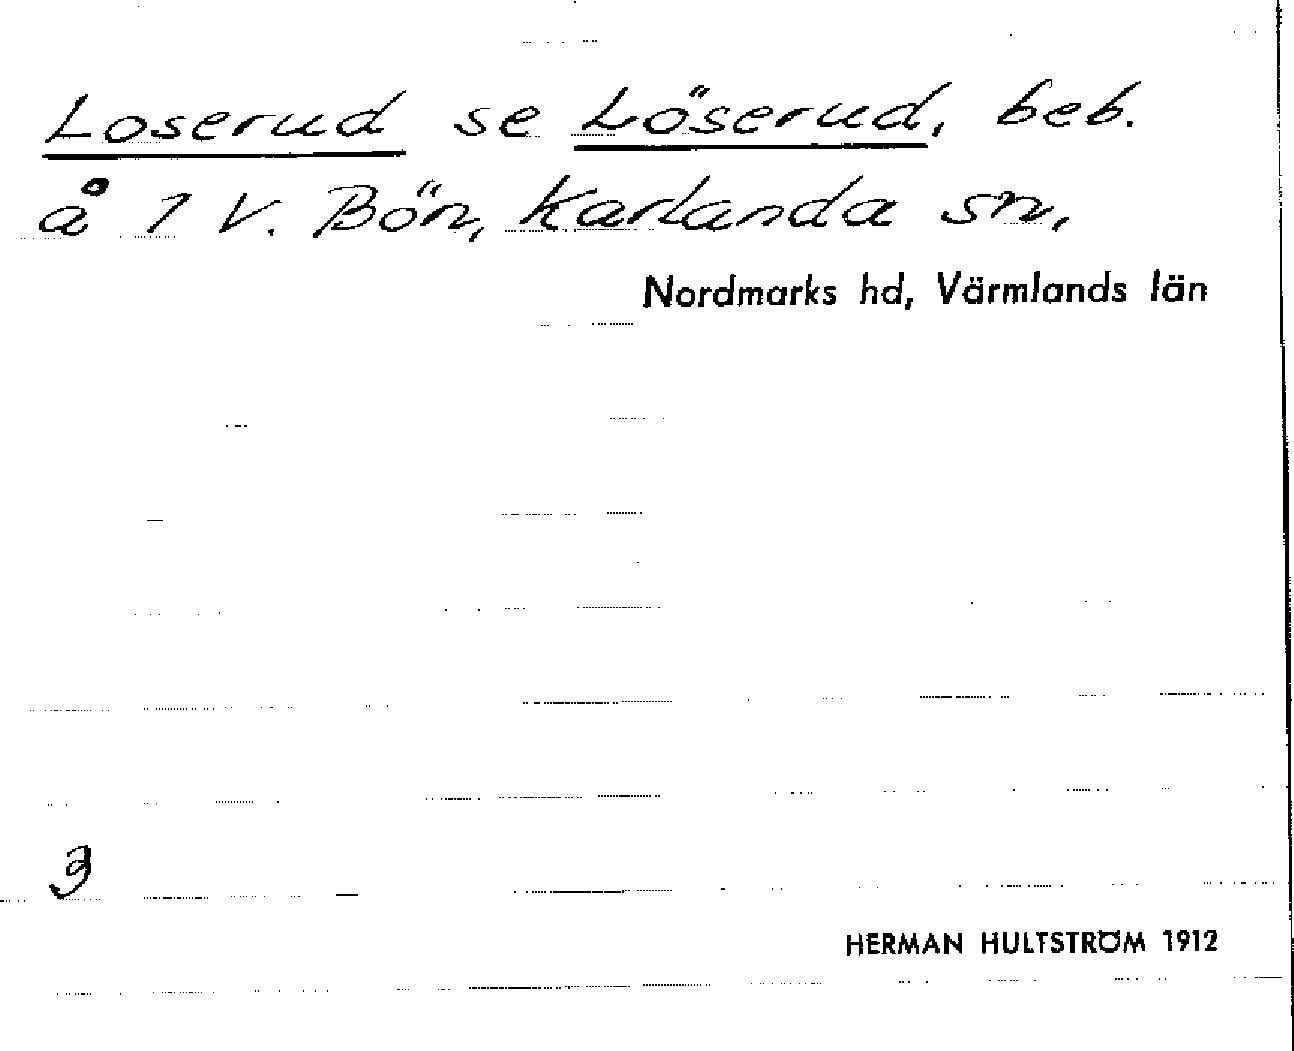 Loserud se Löserud, beb.
å 1 V. Bön, Karlanda sn,
Nordmarks hd, Värmlands län
3
HERMAN HULTSTRÖM 1912